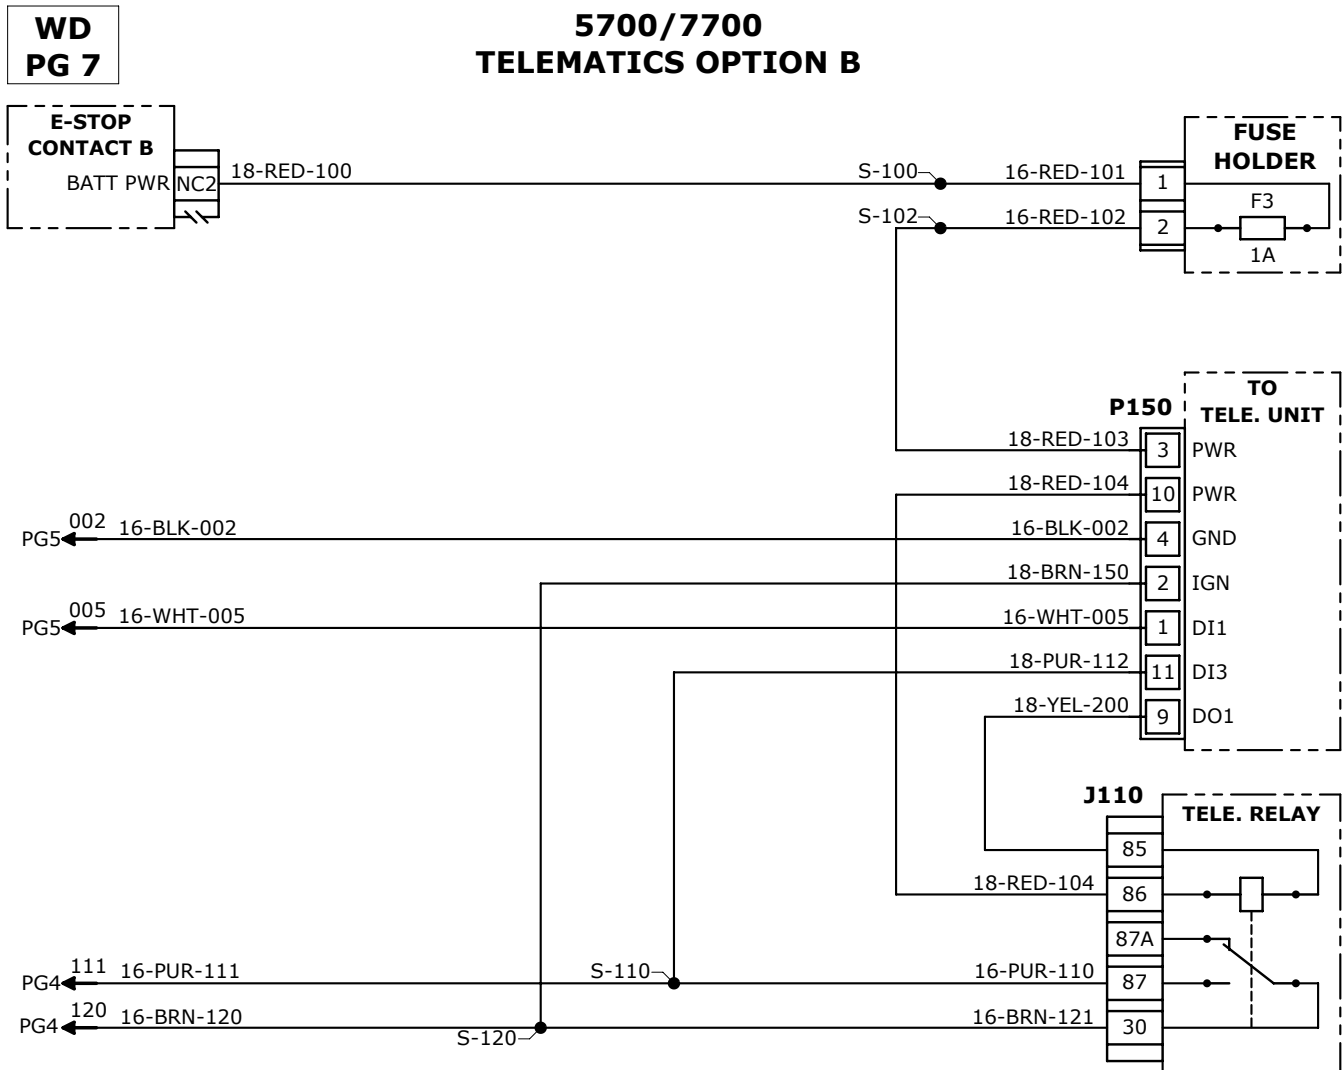 WD
PG 7
5700/7700
TELEMATICS OPTION B
E-STOP
CONTACT B
BATT PWR
NC2
18-RED-100
S-100
16-RED-101
1
S-102
16-RED-102
2
FUSE
HOLDER
F3
1A
P150
TO
TELE. UNIT
18-RED-103
3
PWR
18-RED-104
10
PWR
PG5
002
16-BLK-002
16-BLK-002
4
GND
18-BRN-150
2
IGN
PG5
005
16-WHT-005
16-WHT-005
1
DI1
18-PUR-112
11
DI3
18-YEL-200
9
DO1
J110
TELE. RELAY
85
18-RED-104
86
87A
PG4
111
16-PUR-111
S-110
16-PUR-110
87
PG4
120
16-BRN-120
S-120
16-BRN-121
30